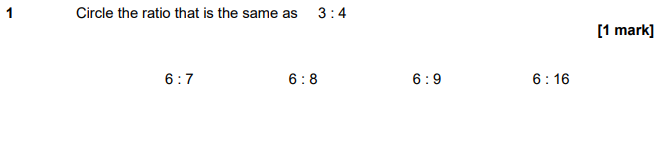 1 Circle the ratio that is the same as 3 : 4
[1 mark]
6 : 7 6 : 8 6 : 9 6 : 16